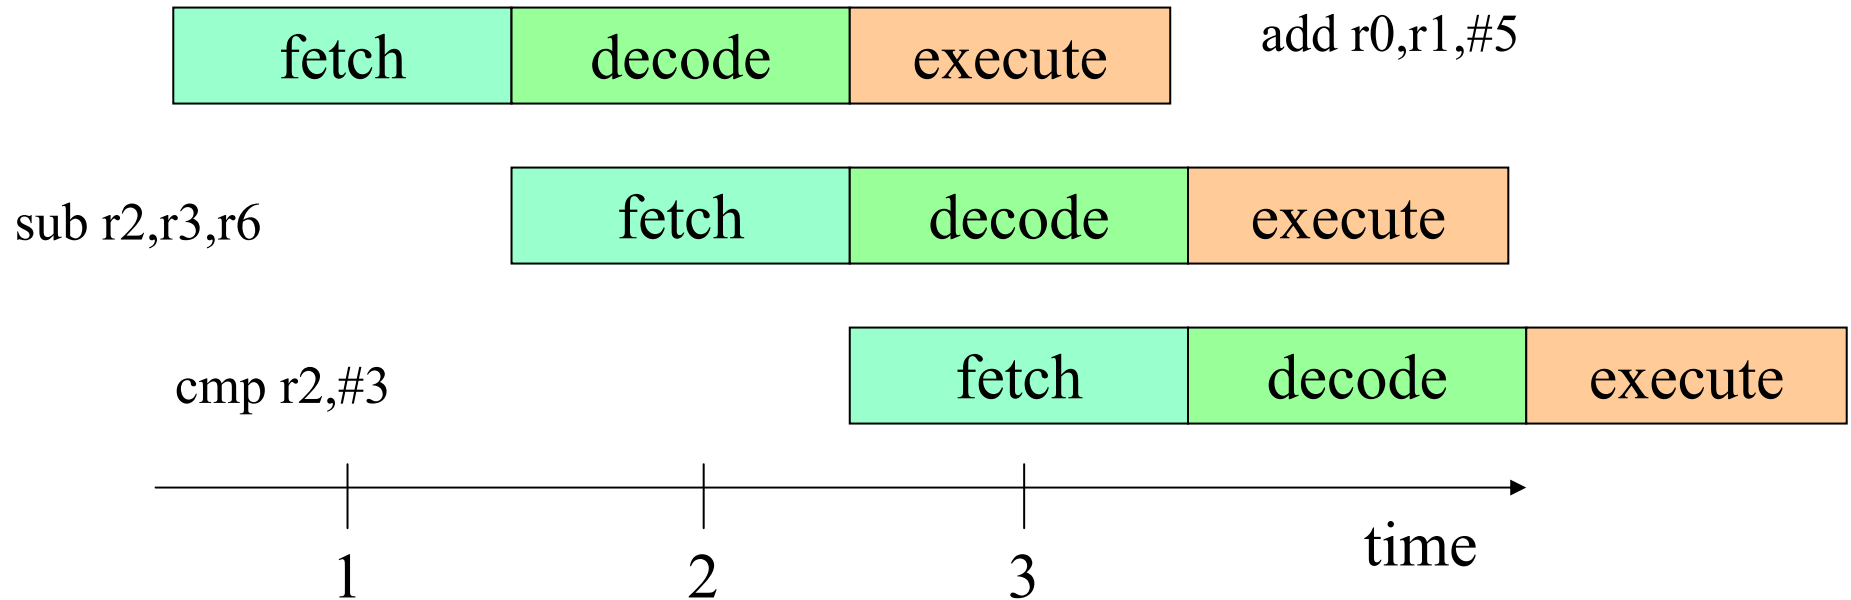 fetch decode execute add r0,r1,#5
sub r2,r3,r6 fetch decode execute
cmp r2,#3 fetch decode execute
1 2 3 time